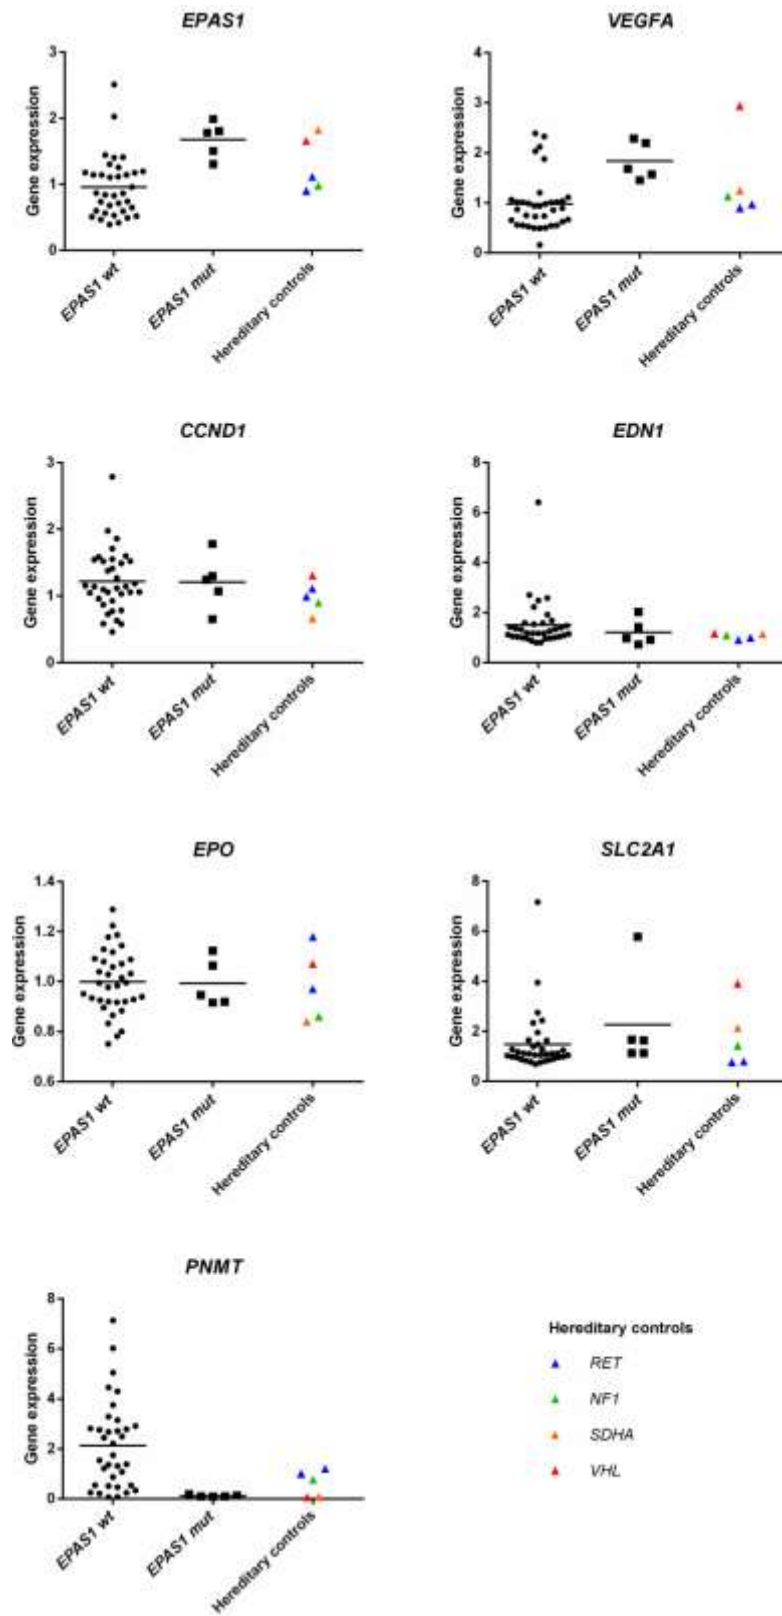 EPAS1
Gene expression
3
2
1
0
EPAS1 wt
EPAS1 mut
Hereditary controls
VEGFA
Gene expression
4
3
2
1
0
EPAS1 wt
EPAS1 mut
Hereditary controls
CCND1
Gene expression
3
2
1
0
EPAS1 wt
EPAS1 mut
Hereditary controls
EDN1
Gene expression
8
6
4
2
0
EPAS1 wt
EPAS1 mut
Hereditary controls
EPO
Gene expression
1.4
1.2
1.0
0.8
0.6
EPAS1 wt
EPAS1 mut
Hereditary controls
SLC2A1
Gene expression
8
6
4
2
0
EPAS1 wt
EPAS1 mut
Hereditary controls
PNMT
Gene expression
8
6
4
2
0
EPAS1 wt
EPAS1 mut
Hereditary controls
Hereditary controls
RET
NF1
SDHA
VHL